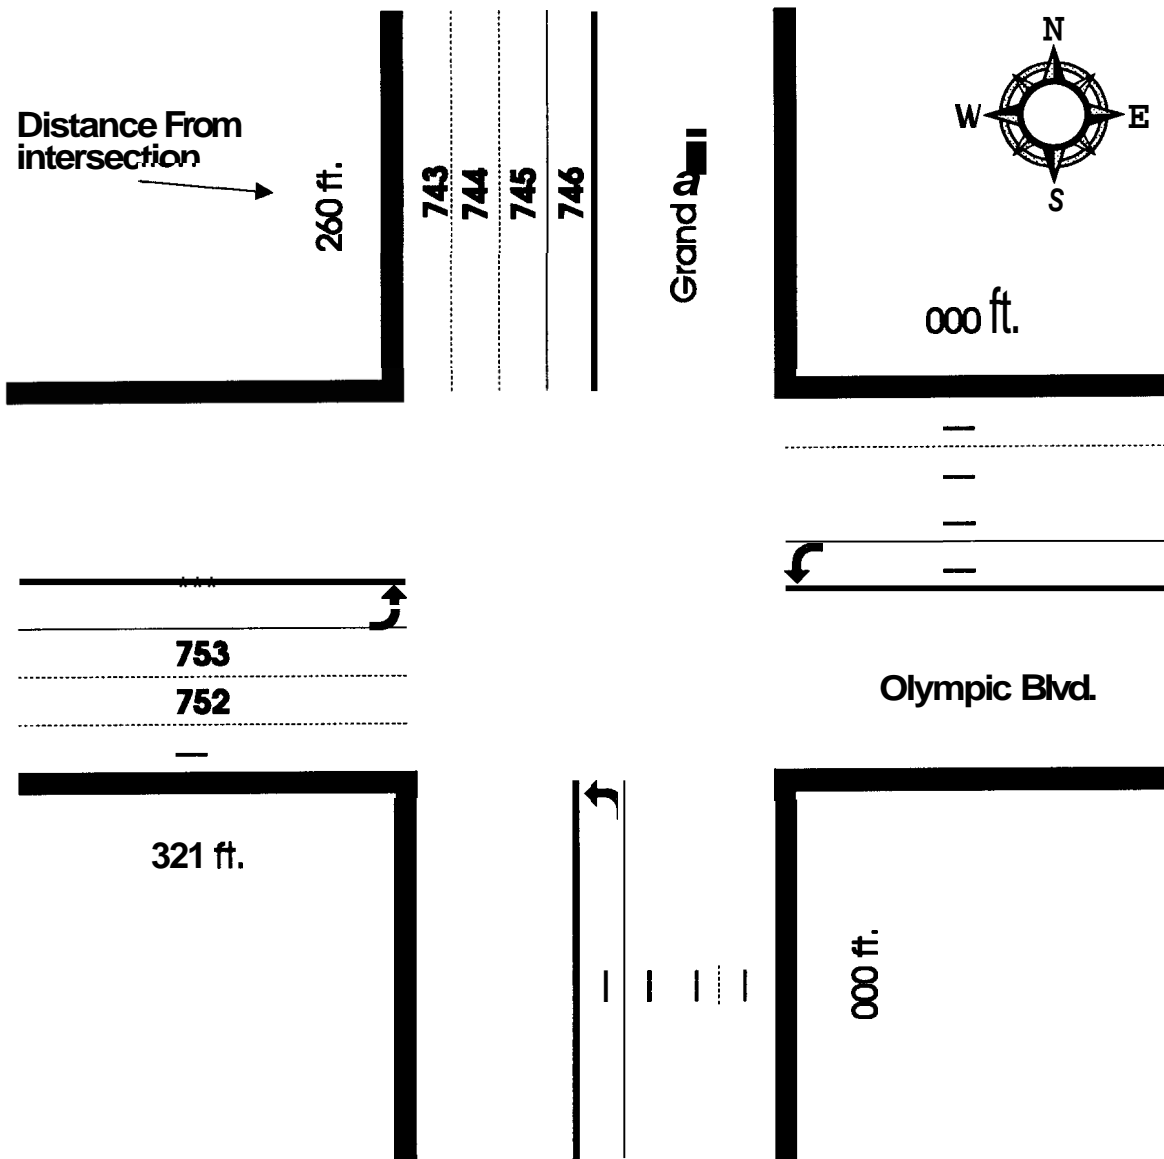 N
W E
S
Distance From
intersection
260 ft.
743
744
745
746
Grand
000 ft.
753
752
Olympic Blvd.
321 ft.
000 ft.